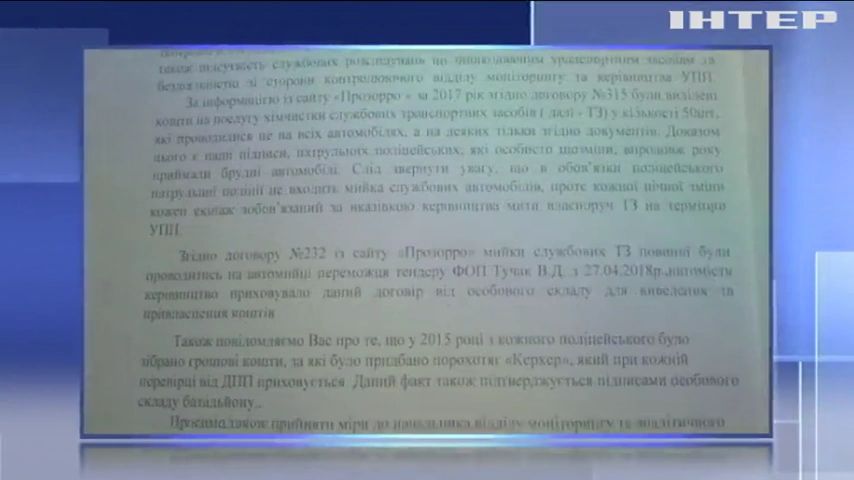 ІНТЕР
також відсутність службових розслідувань по пошкодженим транспортним засобам та
бездіяльність зі сторони контролюючого відділу моніторингу та керівництва УПП.
За інформацією із сайту «Прозорро » за 2017 рік згідно договору №315 були виділені
кошти на послугу хімчистки службових транспортних засобів ( далі - ТЗ) у кількості 50шт,
які проводилися не на всіх автомобілях, а на деяких тільки згідно документів. Доказом
цього є наші підписи, патрульних поліцейських, які особисто щозміни, впродовж року
приймали брудні автомобілі. Слід звернути увагу, що в обов'язки поліцейського
патрульної поліції не входить мийка службових автомобілів, проте кожної нічної зміни
кожен екіпаж зобов'язаний за вказівкою керівництва мити власноруч ТЗ на території
УПП.
Згідно договору №232 із сайту «Прозорро» мийки службових ТЗ повинні були
проводитись на автомийці переможця тендеру ФОП Тучак В.Д. з 27.04.2018р.,натомість
керівництво приховувало даний договір від особового складу для виведення та
привласнення коштів
Також повідомляємо Вас про те, що у 2015 році з кожного поліцейського було
зібрано грошові кошти, за які було придбано порохотяг «Керхер», який при кожній
перевірці від ДПП приховується. Даний факт також підтверджується підписами особового
складу батальйону..
Просимо також прийняти міри до начальника відділу моніторингу та аналітичного